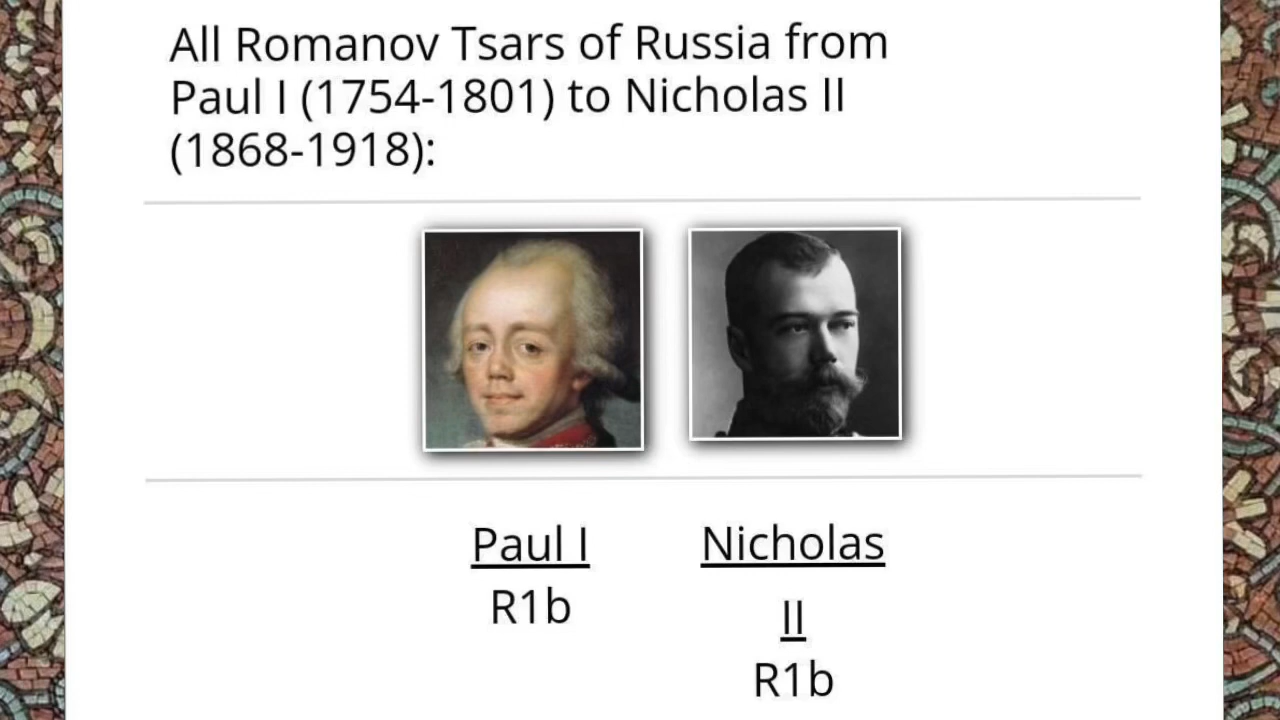 All Romanov Tsars of Russia from
Paul I (1754-1801) to Nicholas II
(1868-1918):
Paul I
R1b
Nicholas
II
R1b